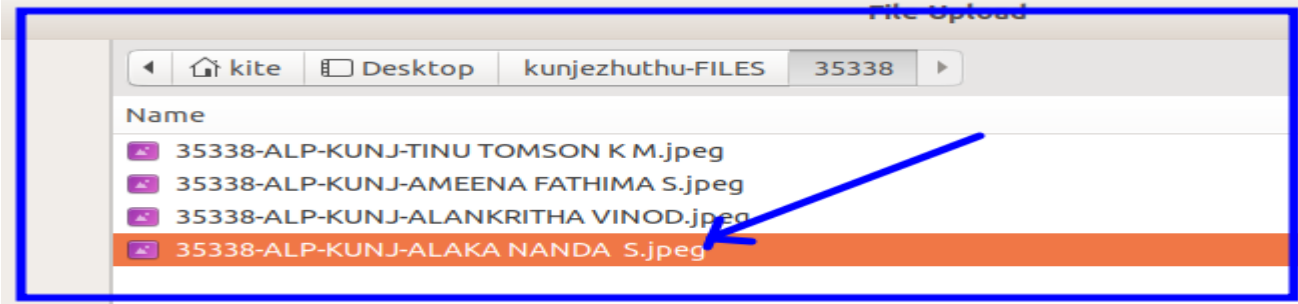 File Upload
kite Desktop kunjezhuthu-FILES 35338
Name
35338-ALP-KUNJ-TINU TOMSON K M.jpeg
35338-ALP-KUNJ-AMEENA FATHIMA S.jpeg
35338-ALP-KUNJ-ALANKRITHA VINOD.jpeg
35338-ALP-KUNJ-ALAKA NANDA  S.jpeg